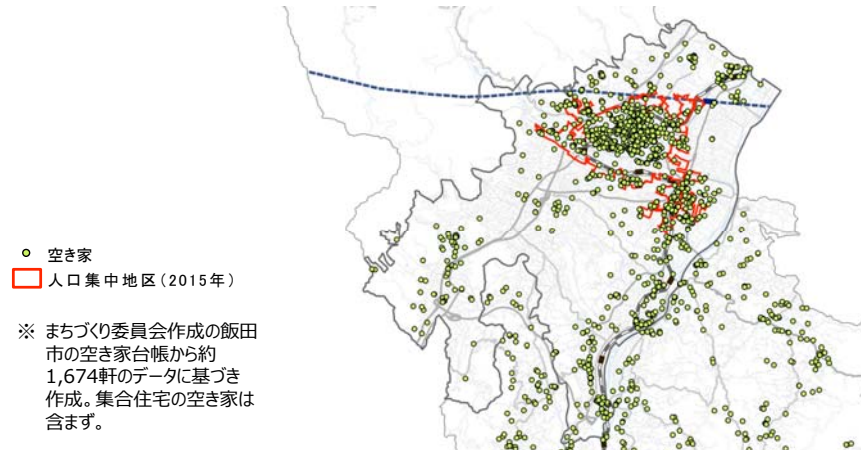 空き家
人口集中地区(2015年)
※ まちづくり委員会作成の飯田
市の空き家台帳から約
1,674軒のデータに基づき
作成。集合住宅の空き家は
含まず。